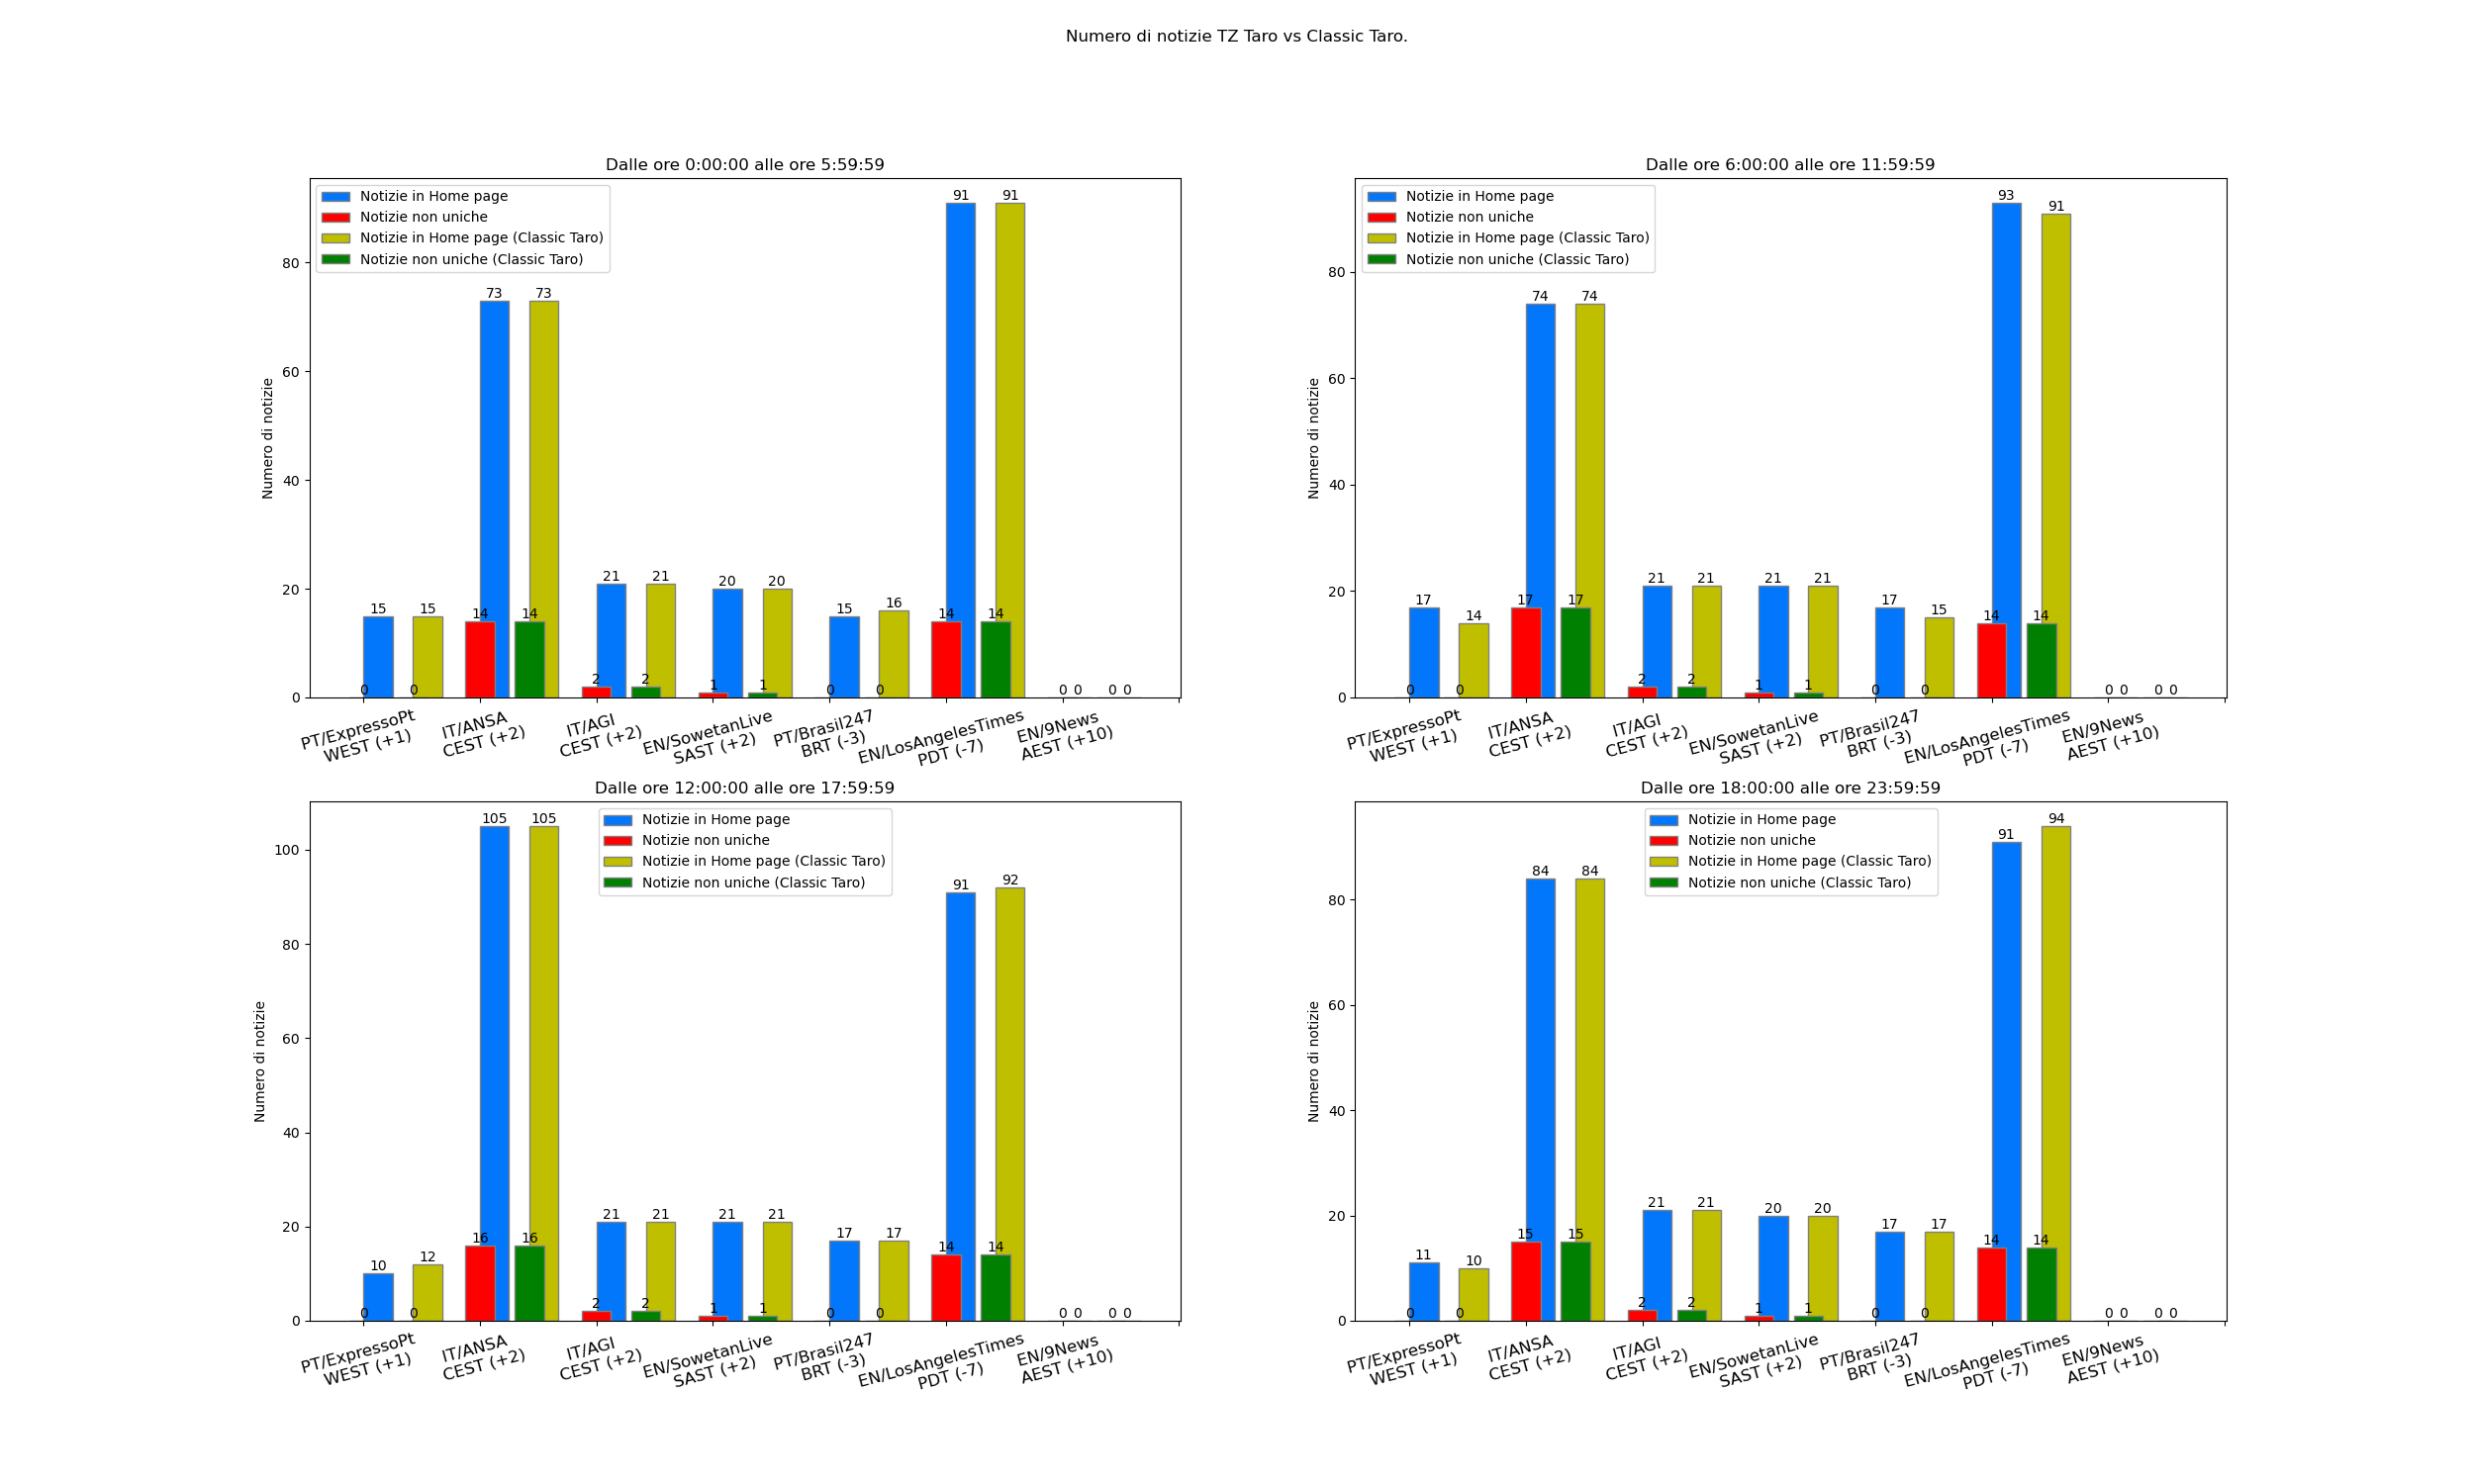 Numero di notizie TZ Taro vs Classic Taro.
Dalle ore 0:00:00 alle ore 5:59:59
Notizie in Home page
Notizie non uniche
Notizie in Home page (Classic Taro)
Notizie non uniche (Classic Taro)
Numero di notizie
80
60
40
20
0
91 91
73 73
15 15 14 14 21 21 20 20 15 16 14 14
0 0 2 2 1 1 0 0 0 0 0 0
PT/ExpressoPt
WEST (+1)
IT/ANSA
CEST (+2)
IT/AGI
CEST (+2)
EN/SowetanLive
SAST (+2)
PT/Brasil247
BRT (-3)
EN/LosAngelesTimes
PDT (-7)
EN/9News
AEST (+10)
Dalle ore 6:00:00 alle ore 11:59:59
Notizie in Home page
Notizie non uniche
Notizie in Home page (Classic Taro)
Notizie non uniche (Classic Taro)
Numero di notizie
80
60
40
20
0
93 91
74 74
17 14 17 17 21 21 21 21 17 15 14 14
0 0 2 2 1 1 0 0 0 0 0 0
PT/ExpressoPt
WEST (+1)
IT/ANSA
CEST (+2)
IT/AGI
CEST (+2)
EN/SowetanLive
SAST (+2)
PT/Brasil247
BRT (-3)
EN/LosAngelesTimes
PDT (-7)
EN/9News
AEST (+10)
Dalle ore 12:00:00 alle ore 17:59:59
Notizie in Home page
Notizie non uniche
Notizie in Home page (Classic Taro)
Notizie non uniche (Classic Taro)
Numero di notizie
100
80
60
40
20
0
105 105
91 92
10 12 16 16 21 21 21 21 17 17 14 14
0 0 2 2 1 1 0 0 0 0 0 0
PT/ExpressoPt
WEST (+1)
IT/ANSA
CEST (+2)
IT/AGI
CEST (+2)
EN/SowetanLive
SAST (+2)
PT/Brasil247
BRT (-3)
EN/LosAngelesTimes
PDT (-7)
EN/9News
AEST (+10)
Dalle ore 18:00:00 alle ore 23:59:59
Notizie in Home page
Notizie non uniche
Notizie in Home page (Classic Taro)
Notizie non uniche (Classic Taro)
Numero di notizie
80
60
40
20
0
91 94
84 84
11 10 15 15 21 21 20 20 17 17 14 14
0 0 2 2 1 1 0 0 0 0 0 0
PT/ExpressoPt
WEST (+1)
IT/ANSA
CEST (+2)
IT/AGI
CEST (+2)
EN/SowetanLive
SAST (+2)
PT/Brasil247
BRT (-3)
EN/LosAngelesTimes
PDT (-7)
EN/9News
AEST (+10)